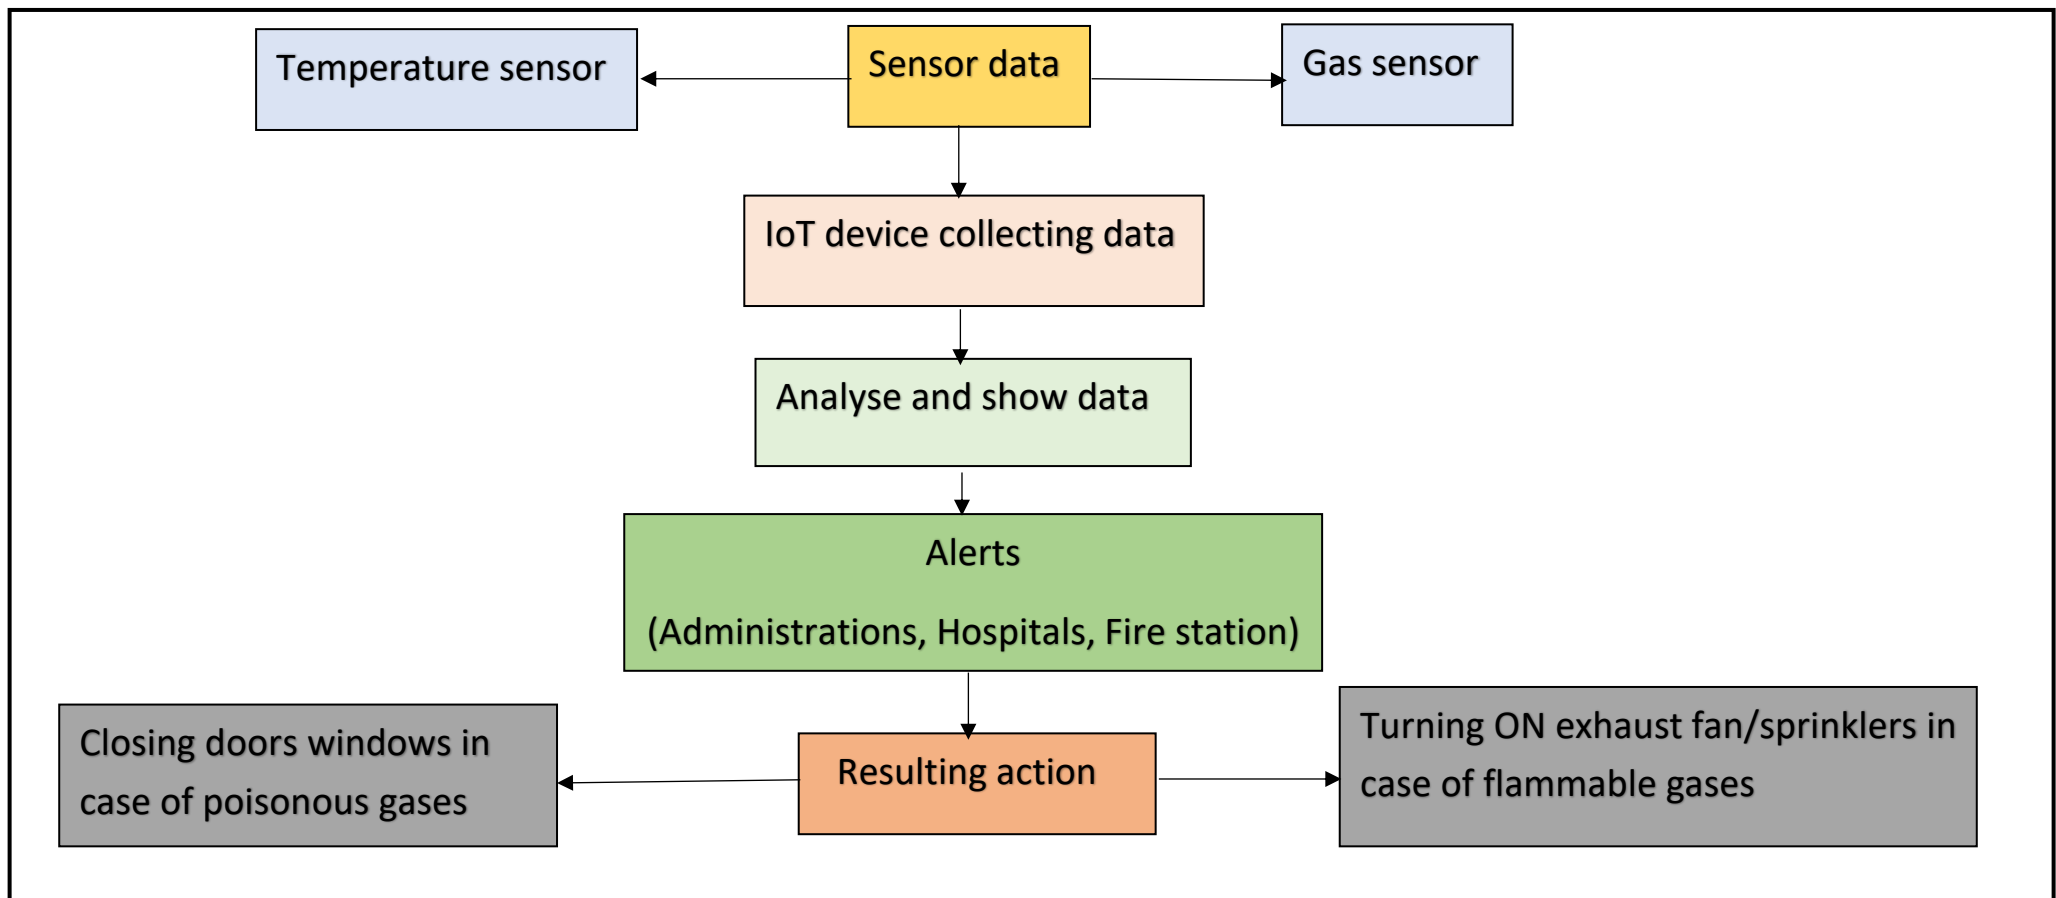 Temperature sensor
Sensor data
Gas sensor
IoT device collecting data
Analyse and show data
Alerts
(Administrations, Hospitals, Fire station)
Closing doors windows in
case of poisonous gases
Resulting action
Turning ON exhaust fan/sprinklers in
case of flammable gases